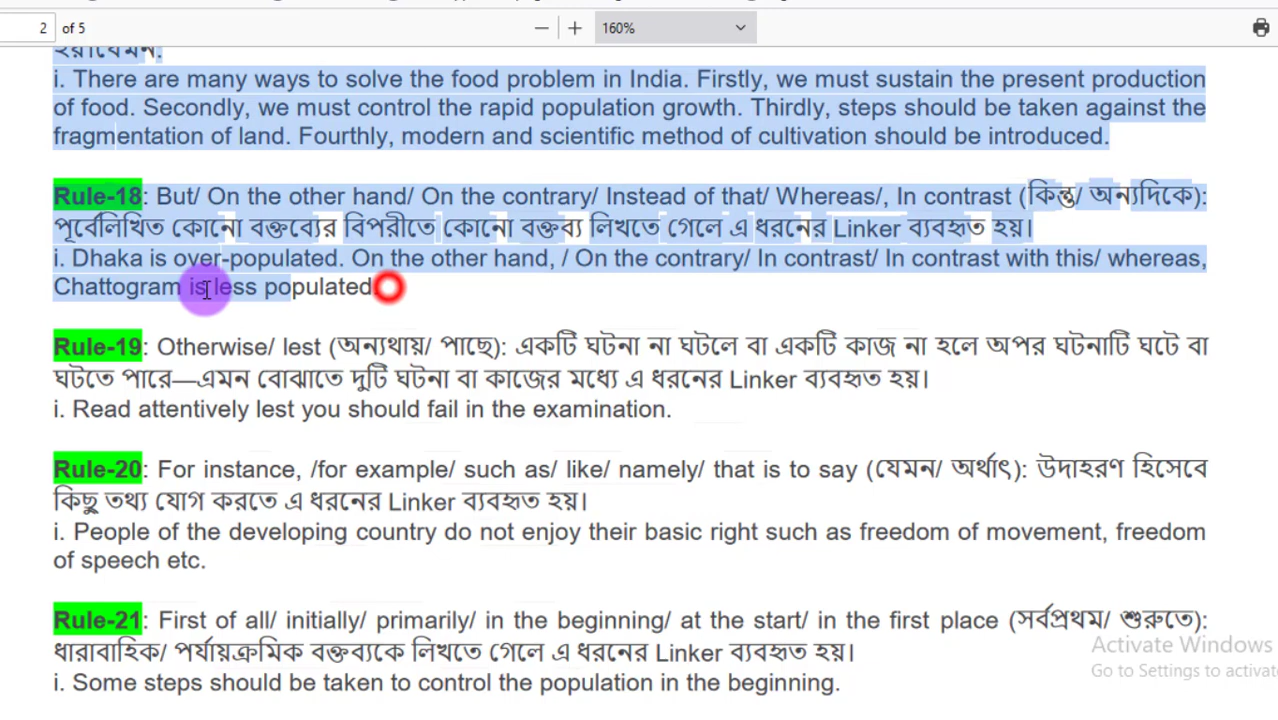 2 of 5 160%
হয়। যেমন:
i. There are many ways to solve the food problem in India. Firstly, we must sustain the present production
of food. Secondly, we must control the rapid population growth. Thirdly, steps should be taken against the
fragmentation of land. Fourthly, modern and scientific method of cultivation should be introduced.
Rule-18: But/ On the other hand/ On the contrary/ Instead of that/ Whereas/, In contrast (কিন্তু/ অন্যদিকে):
পূর্বেলিখিত কোনো বক্তব্যের বিপরীতে কোনো বক্তব্য লিখতে গেলে এ ধরনের Linker ব্যবহৃত হয়।
i. Dhaka is over-populated. On the other hand, / On the contrary/ In contrast/ In contrast with this/ whereas,
Chattogram is less populated.
Rule-19: Otherwise/ lest (অন্যথায়/ পাছে): একটি ঘটনা না ঘটলে বা একটি কাজ না হলে অপর ঘটনাটি ঘটে বা
ঘটতে পারে—এমন বোঝাতে দুটি ঘটনা বা কাজের মধ্যে এ ধরনের Linker ব্যবহৃত হয়।
i. Read attentively lest you should fail in the examination.
Rule-20: For instance, /for example/ such as/ like/ namely/ that is to say (যেমন/ অর্থাৎ): উদাহরণ হিসেবে
কিছু তথ্য যোগ করতে এ ধরনের Linker ব্যবহৃত হয়।
i. People of the developing country do not enjoy their basic right such as freedom of movement, freedom
of speech etc.
Rule-21: First of all/ initially/ primarily/ in the beginning/ at the start/ in the first place (সর্বপ্রথম/ শুরুতে):
ধারাবাহিক/ পর্যায়ক্রমিক বক্তব্যকে লিখতে গেলে এ ধরনের Linker ব্যবহৃত হয়।
i. Some steps should be taken to control the population in the beginning.
Activate Windows
Go to Settings to activate